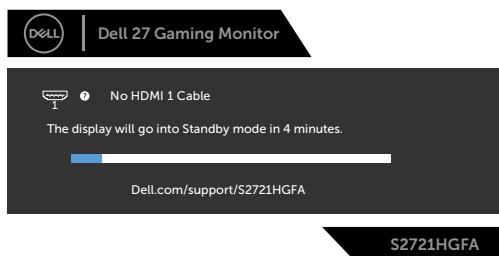 DELL
Dell 27 Gaming Monitor
1
? No HDMI 1 Cable
The display will go into Standby mode in 4 minutes.
Dell.com/support/S2721HGFA
S2721HGFA